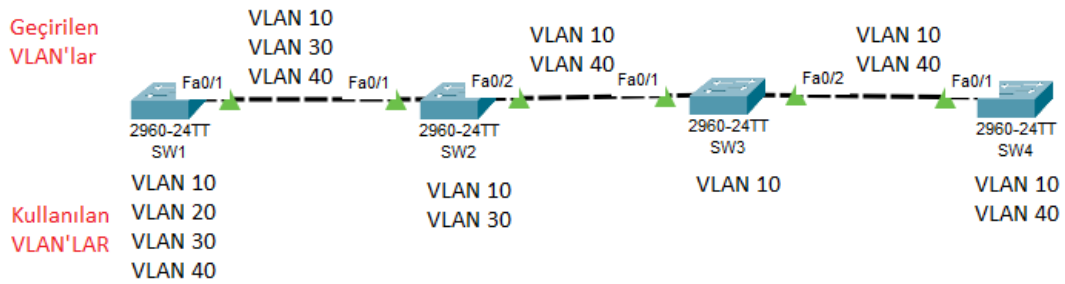 Geçirilen
VLAN'lar
VLAN 10
VLAN 30
VLAN 40
VLAN 10
VLAN 40
VLAN 10
VLAN 40
Fa0/1
Fa0/1
Fa0/2
Fa0/1
Fa0/2
Fa0/1
2960-24TT
SW1
2960-24TT
SW2
2960-24TT
SW3
2960-24TT
SW4
Kullanılan
VLAN'LAR
VLAN 10
VLAN 20
VLAN 30
VLAN 40
VLAN 10
VLAN 30
VLAN 10
VLAN 10
VLAN 40